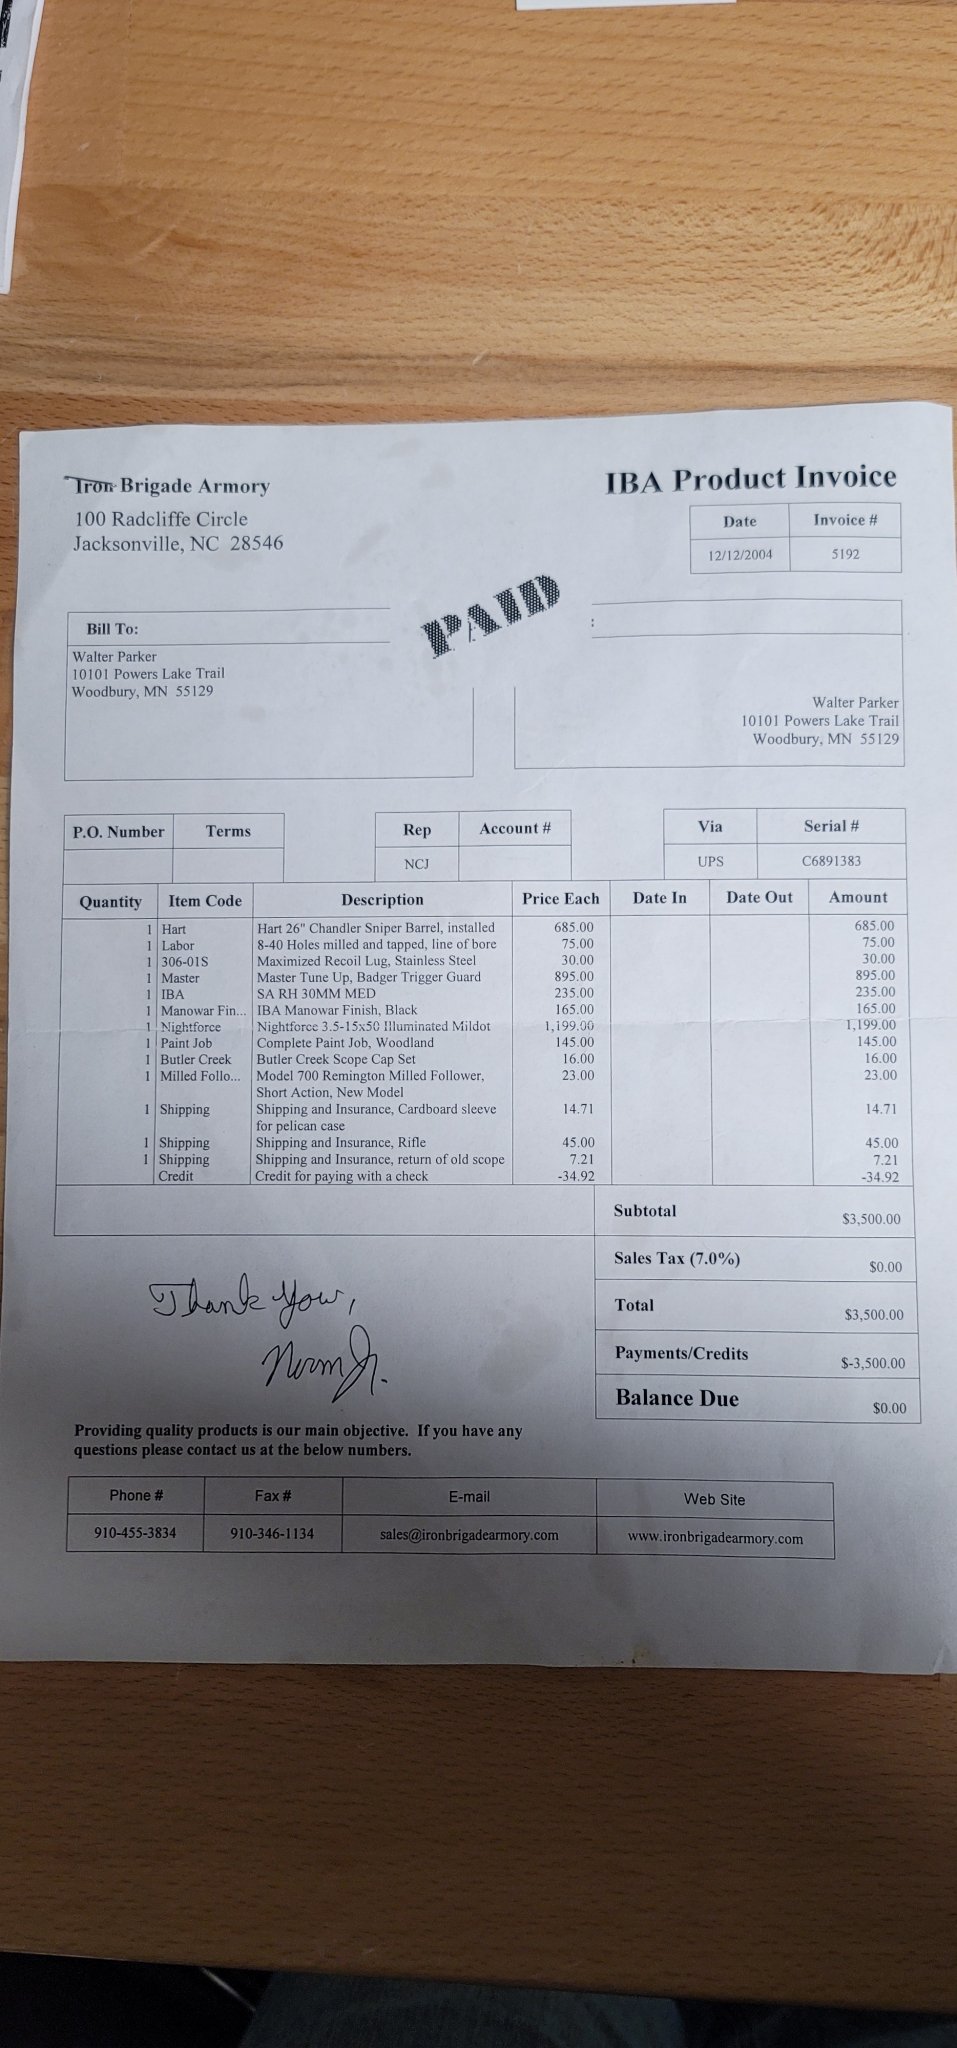 Iron Brigade Armory
IBA Product Invoice
100 Radcliffe Circle
Jacksonville, NC 28546
Date Invoice #
12/12/2004 5192
PAID
Bill To: :
Walter Parker
10101 Powers Lake Trail
Woodbury, MN 55129
Walter Parker
10101 Powers Lake Trail
Woodbury, MN 55129
P.O. Number Terms Rep Account # Via Serial #
NCJ UPS C6891383
Quantity Item Code Description Price Each Date In Date Out Amount
1 Hart Hart 26" Chandler Sniper Barrel, installed 685.00 685.00
1 Labor 8-40 Holes milled and tapped, line of bore 75.00 75.00
1 306-01S Maximized Recoil Lug, Stainless Steel 30.00 30.00
1 Master Master Tune Up, Badger Trigger Guard 895.00 895.00
1 IBA SA RH 30MM MED 235.00 235.00
1 Manowar Fin... IBA Manowar Finish, Black 165.00 165.00
1 Nightforce Nightforce 3.5-15x50 Illuminated Mildot 1,199.00 1,199.00
1 Paint Job Complete Paint Job, Woodland 145.00 145.00
1 Butler Creek Butler Creek Scope Cap Set 16.00 16.00
1 Milled Follo... Model 700 Remington Milled Follower, 23.00 23.00
Short Action, New Model
1 Shipping Shipping and Insurance, Cardboard sleeve 14.71 14.71
for pelican case
1 Shipping Shipping and Insurance, Rifle 45.00 45.00
1 Shipping Shipping and Insurance, return of old scope 7.21 7.21
Credit Credit for paying with a check -34.92 -34.92
Subtotal $3,500.00
Sales Tax (7.0%) $0.00
Total $3,500.00
Payments/Credits $-3,500.00
Balance Due $0.00
Thank You,
Norm Jr.
Providing quality products is our main objective. If you have any
questions please contact us at the below numbers.
Phone # Fax # E-mail Web Site
910-455-3834 910-346-1134 sales@ironbrigadearmory.com www.ironbrigadearmory.com